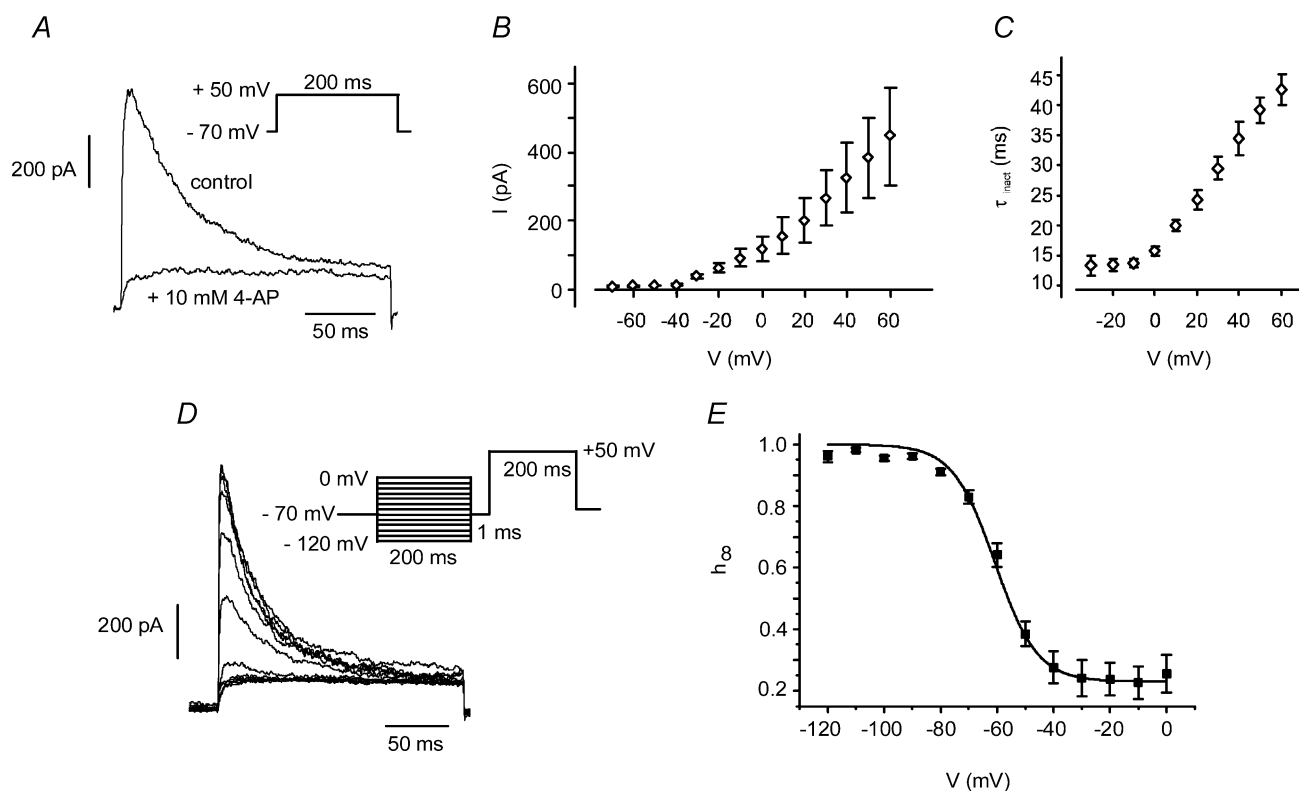 A
+ 50 mV
200 ms
- 70 mV
200 pA
control
+ 10 mM 4-AP
50 ms
B
I (pA)
600
400
200
0
-60 -40 -20 0 20 40 60
V (mV)
C
τ inact (ms)
45
40
35
30
25
20
15
10
-20 0 20 40 60
V (mV)
D
0 mV
- 70 mV
- 120 mV
200 ms
1 ms
200 ms
+50 mV
200 pA
50 ms
E
h∞
1.0
0.8
0.6
0.4
0.2
-120 -100 -80 -60 -40 -20 0
V (mV)